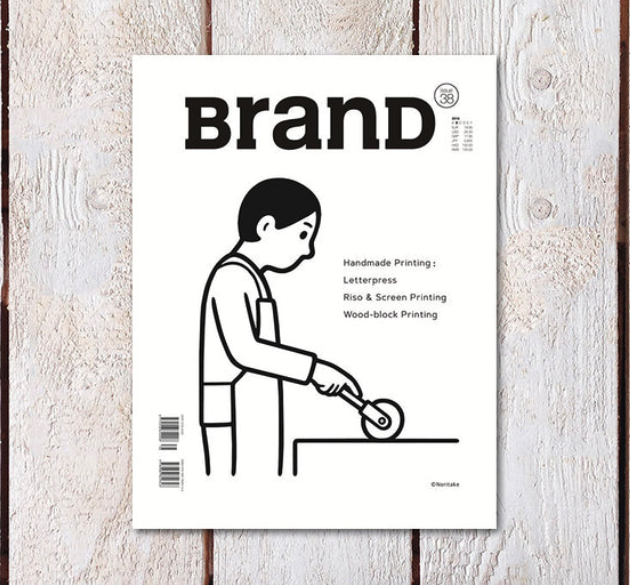 BranD
issue
38
Handmade Printing :
Letterpress
Riso & Screen Printing
Wood-block Printing
©Noritake